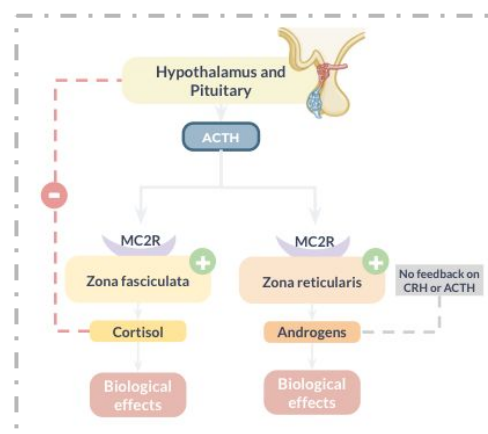 Hypothalamus and
Pituitary
ACTH
MC2R
MC2R
Zona fasciculata
Zona reticularis
No feedback on
CRH or ACTH
Cortisol
Androgens
Biological
effects
Biological
effects